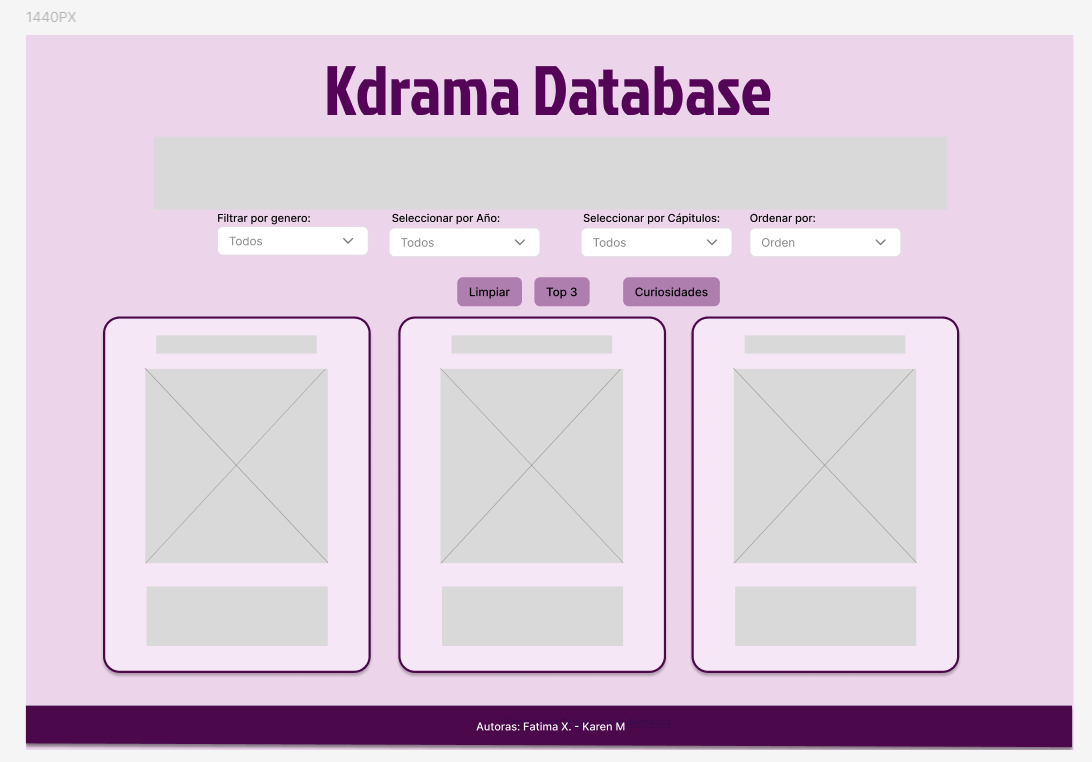 1440PX
Kdrama Database
Filtrar por genero:
Seleccionar por Año:
Seleccionar por Cápitulos:
Ordenar por:
Todos
Todos
Todos
Orden
Limpiar
Top 3
Curiosidades
Autoras: Fatima X. - Karen M